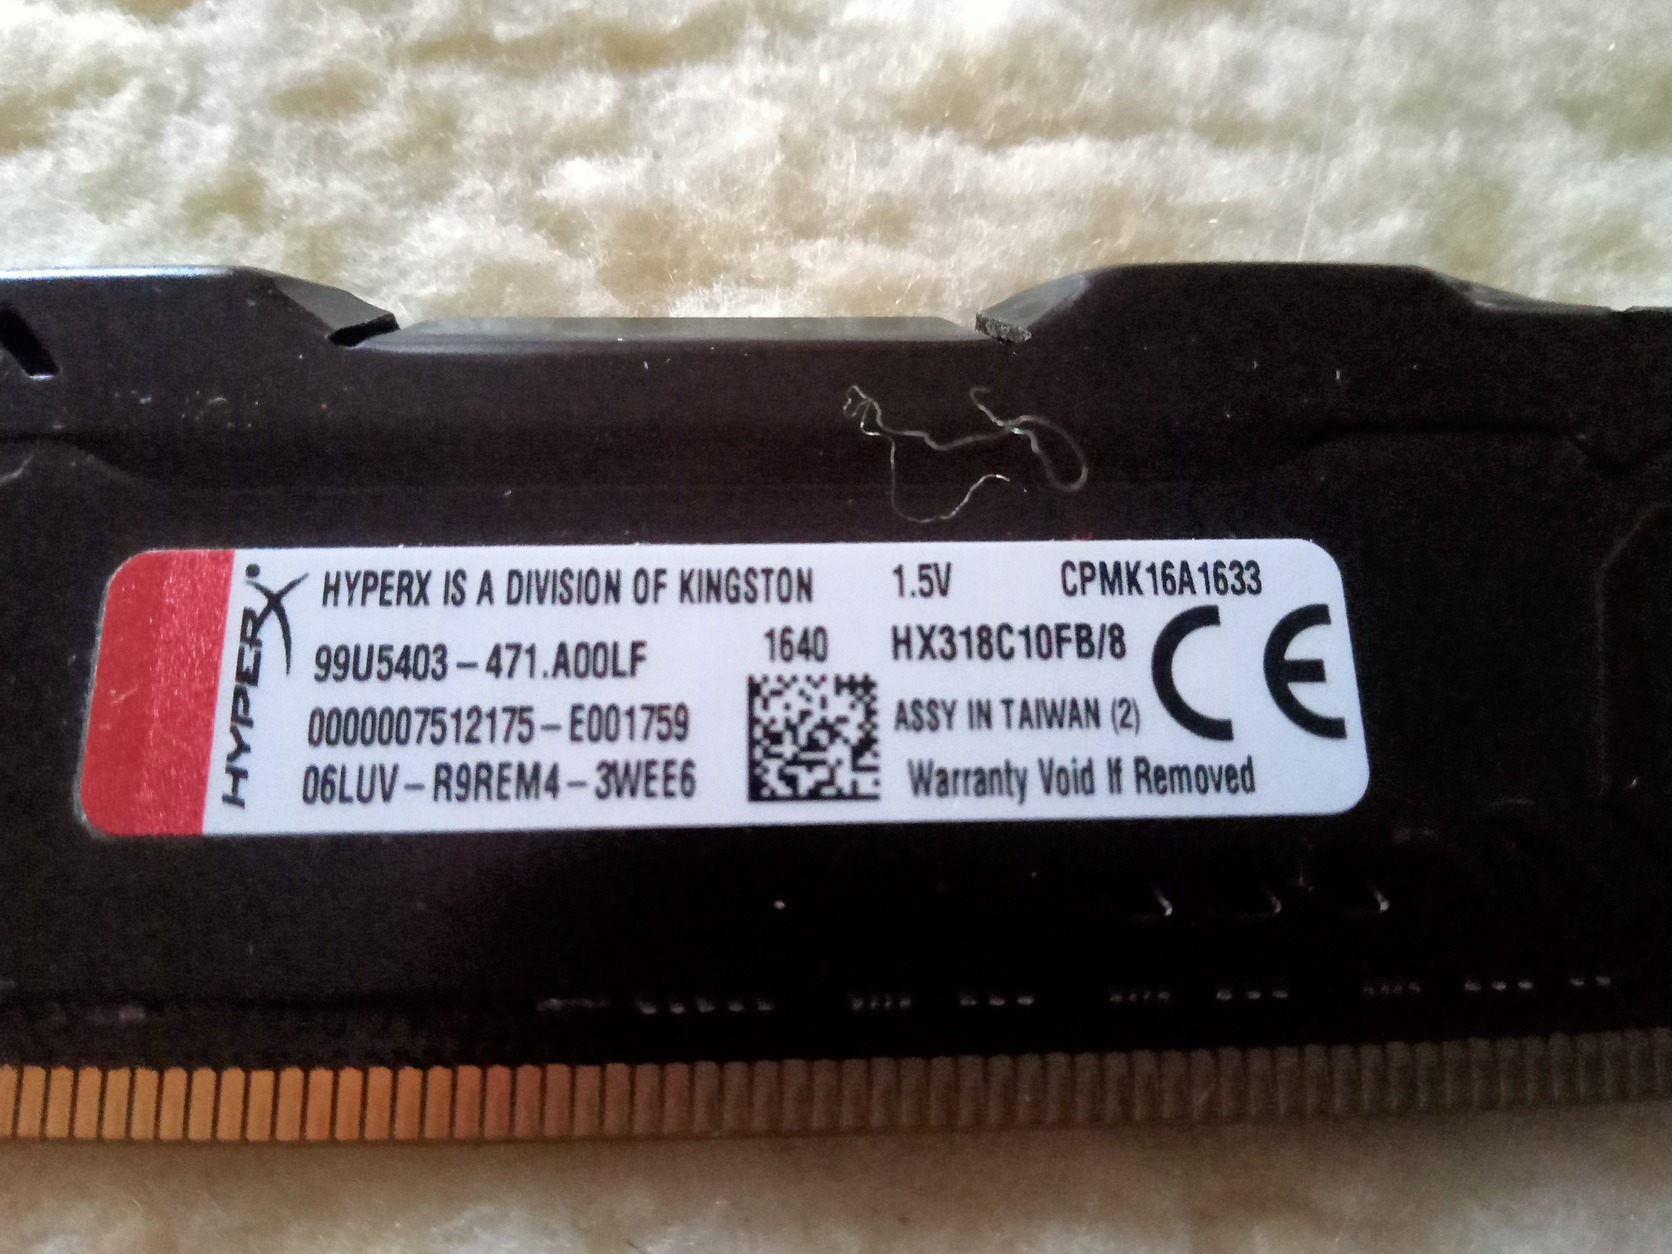 HYPERX
HYPERX IS A DIVISION OF KINGSTON
99U5403-471.A00LF
0000007512175-E001759
06LUV-R9REM4-3WEE6
1640
1.5V
CPMK16A1633
HX318C10FB/8
ASSY IN TAIWAN (2)
Warranty Void If Removed
CE